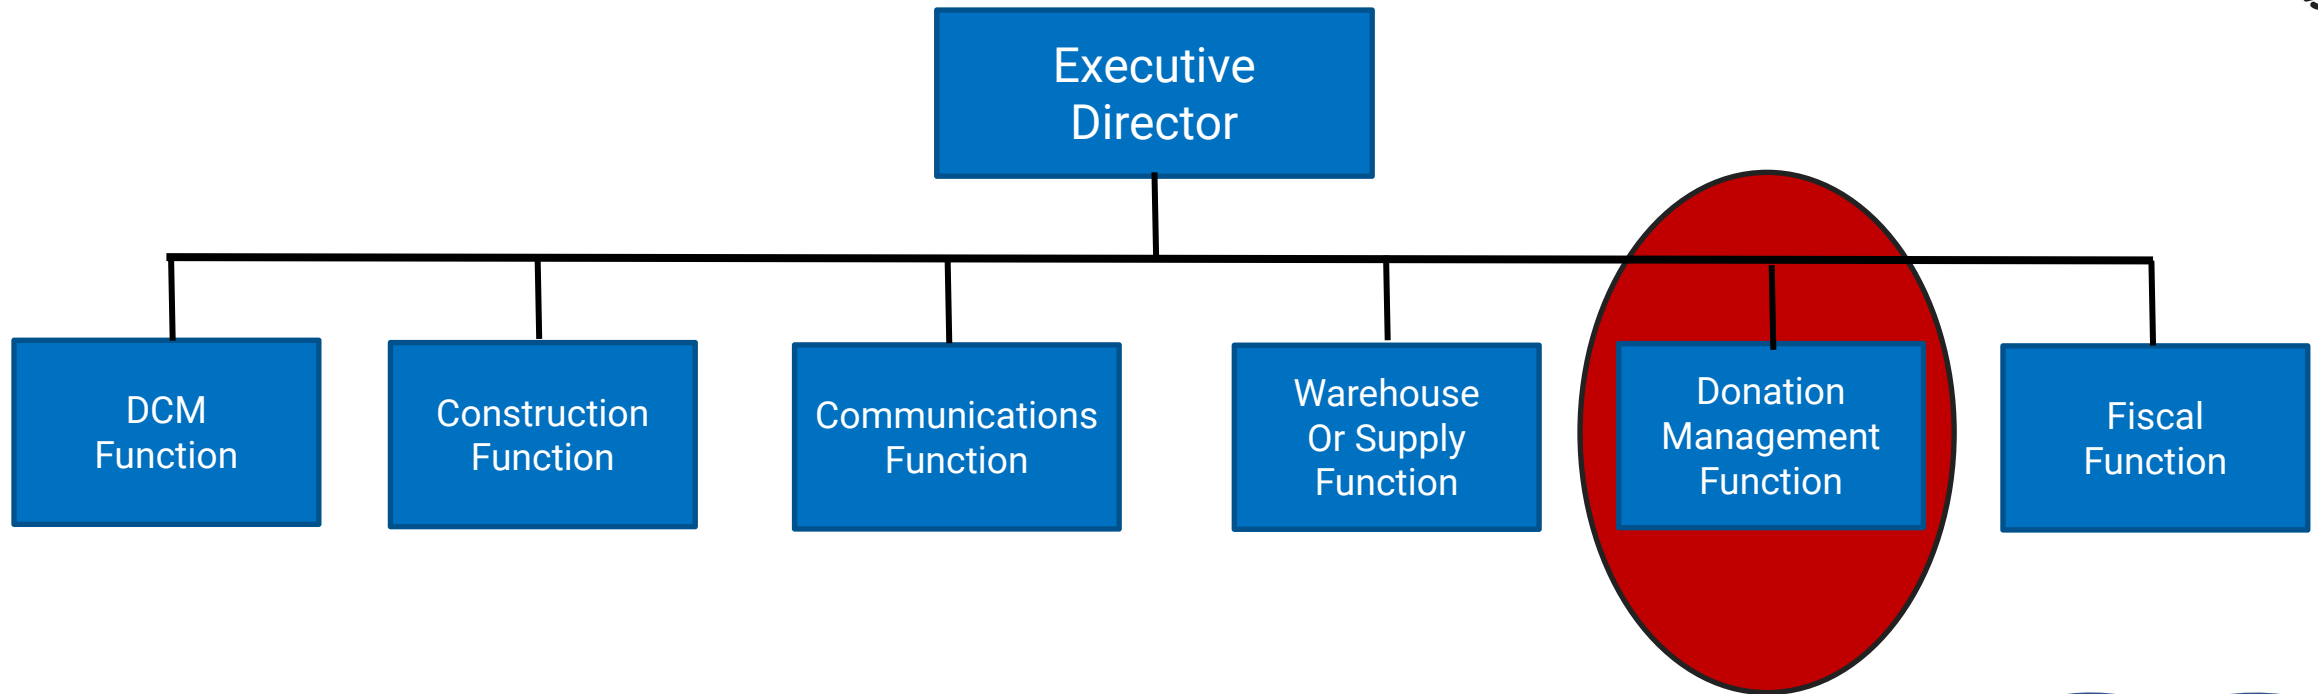 Executive
Director
DCM
Function
Construction
Function
Communications
Function
Warehouse
Or Supply
Function
Donation
Management
Function
Fiscal
Function